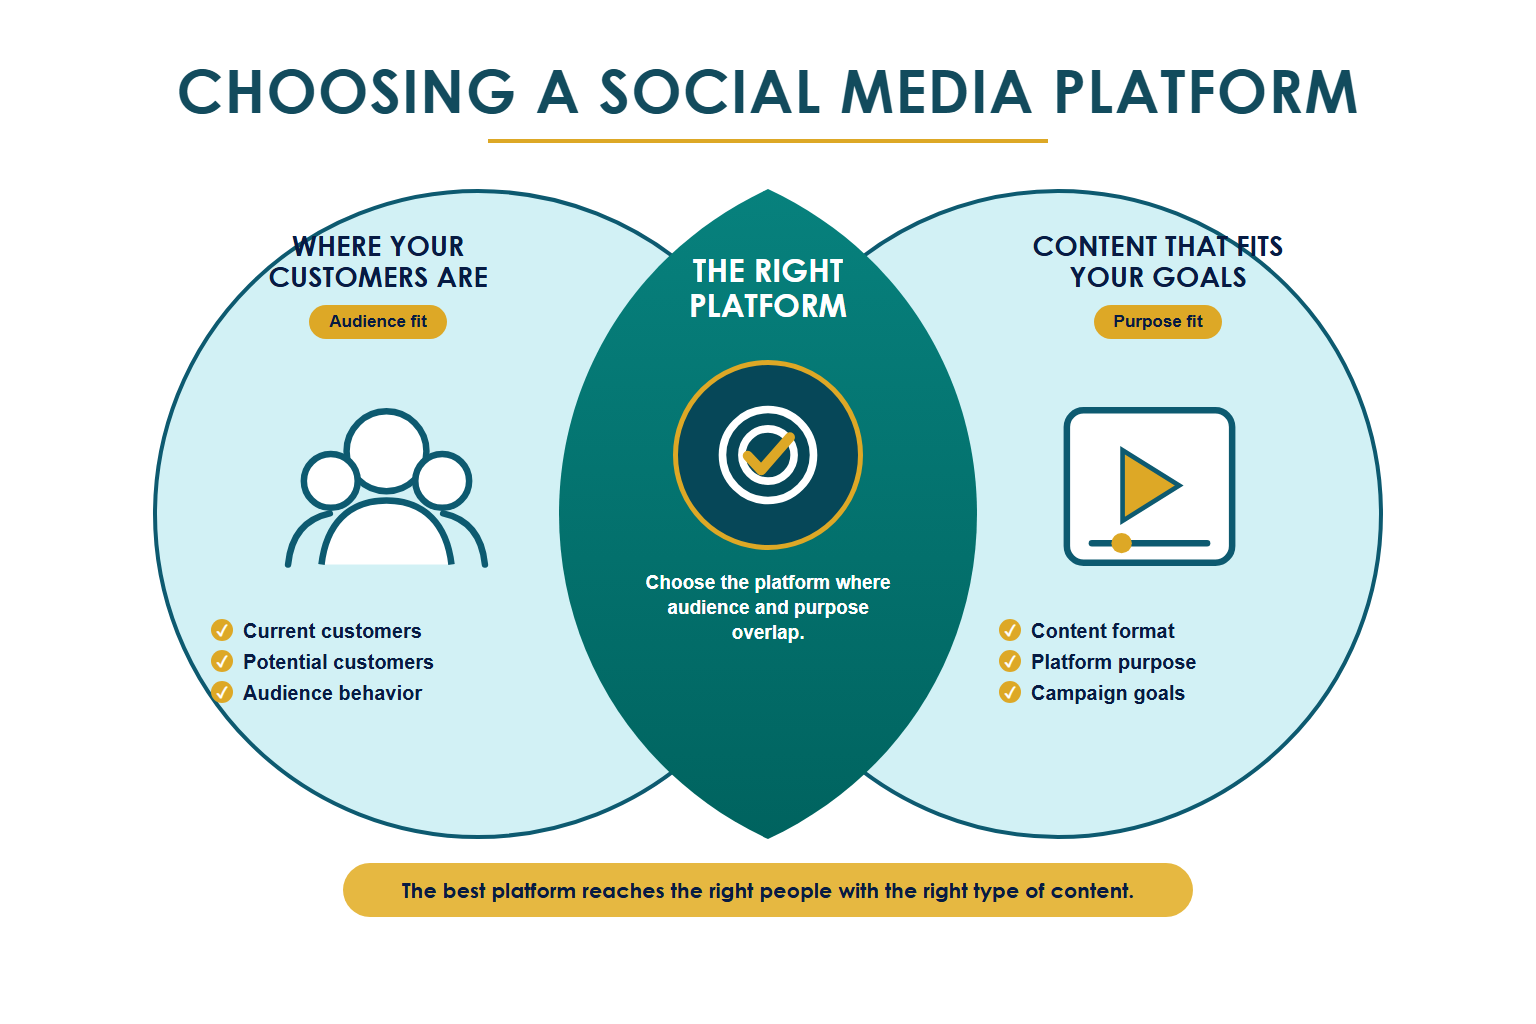 CHOOSING A SOCIAL MEDIA PLATFORM
WHERE YOUR
CUSTOMERS ARE
Audience fit
Current customers
Potential customers
Audience behavior
THE RIGHT
PLATFORM
Choose the platform where
audience and purpose
overlap.
CONTENT THAT FITS
YOUR GOALS
Purpose fit
Content format
Platform purpose
Campaign goals
The best platform reaches the right people with the right type of content.